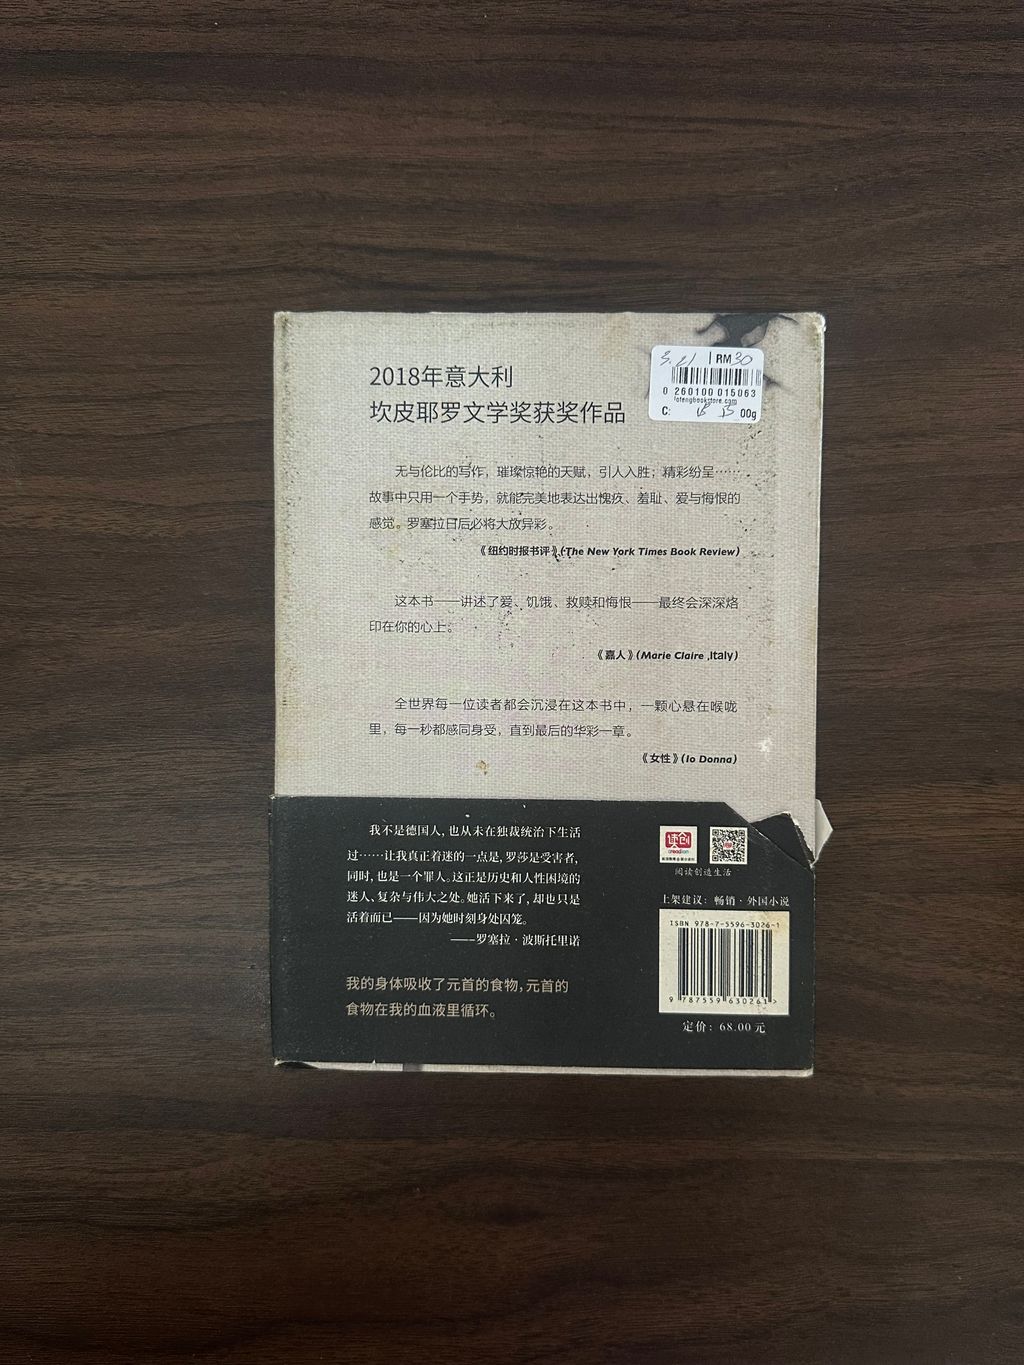 2018年意大利
坎皮耶罗文学奖获奖作品
RM30
0 260100 015063
C:
00g
无与伦比的写作，璀璨惊艳的天赋，引人入胜；精彩纷呈……
故事中只用一个手势，就能完美地表达出愧疚、羞耻、爱与悔恨的
感觉。罗塞拉日后必将大放异彩。
《纽约时报书评》(The New York Times Book Review)
这本书——讲述了爱、饥饿、救赎和悔恨——最终会深深烙
印在你的心上。
《嘉人》(Marie Claire ,Italy)
全世界每一位读者都会沉浸在这本书中，一颗心悬在喉咙
里，每一秒都感同身受，直到最后的华彩一章。
《女性》(Io Donna)
我不是德国人，也从未在独裁统治下生活
过……让我真正着迷的一点是，罗莎是受害者，
同时，也是一个罪人。这正是历史和人性困境的
迷人、复杂与伟大之处。她活下来了，却也只是
活着而已——因为她时刻身处囚笼。
——罗塞拉·波斯托里诺
我的身体吸收了元首的食物，元首的
食物在我的血液里循环。
读创
阅读创造生活
上架建议：畅销·外国小说
ISBN 978-7-5596-3026-1
9 787559 630261>
定价：68.00元